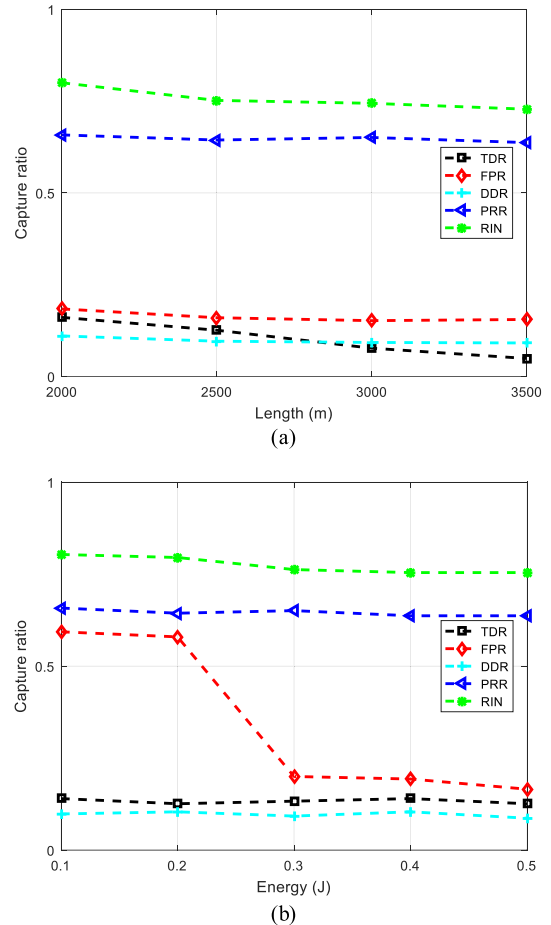 1
0.5
0
Capture ratio
TDR
FPR
DDR
PRR
RIN
2000 2500 3000 3500
Length (m)
(a)
1
0.5
0
Capture ratio
TDR
FPR
DDR
PRR
RIN
0.1 0.2 0.3 0.4 0.5
Energy (J)
(b)